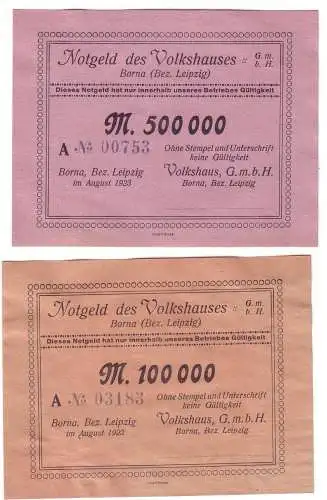 Notgeld des Volkshauses G. m. b. H.
Borna (Bez. Leipzig)
Dieses Notgeld hat nur innerhalb unseres Betriebes Gültigkeit
M. 500 000
A № 00753
Ohne Stempel und Unterschrift
keine Gültigkeit
Borna, Bez. Leipzig
im August 1923
Volkshaus, G. m. b. H.
Borna, Bez. Leipzig
Notgeld des Volkshauses G. m. b. H.
Borna (Bez. Leipzig)
Dieses Notgeld hat nur innerhalb unseres Betriebes Gültigkeit
M. 100 000
A № 03183
Ohne Stempel und Unterschrift
keine Gültigkeit
Borna, Bez. Leipzig
im August 1923
Volkshaus, G. m. b. H.
Borna, Bez. Leipzig